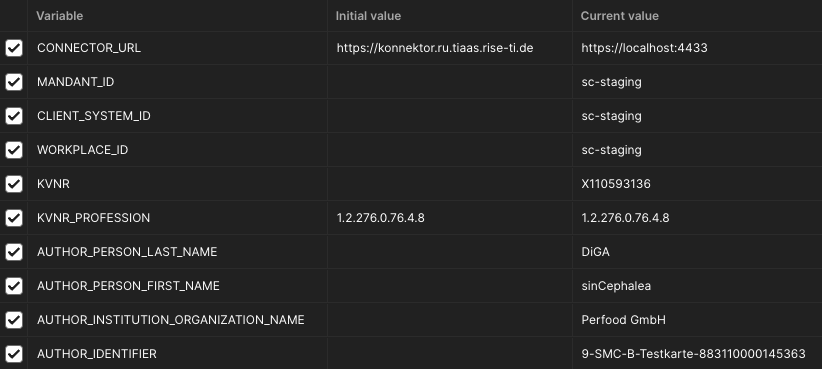 Variable Initial value Current value
CONNECTOR_URL https://konnektor.ru.tiaas.rise-ti.de https://localhost:4433
MANDANT_ID sc-staging
CLIENT_SYSTEM_ID sc-staging
WORKPLACE_ID sc-staging
KVNR X110593136
KVNR_PROFESSION 1.2.276.0.76.4.8 1.2.276.0.76.4.8
AUTHOR_PERSON_LAST_NAME DiGA
AUTHOR_PERSON_FIRST_NAME sinCephalea
AUTHOR_INSTITUTION_ORGANIZATION_NAME Perfood GmbH
AUTHOR_IDENTIFIER 9-SMC-B-Testkarte-883110000145363